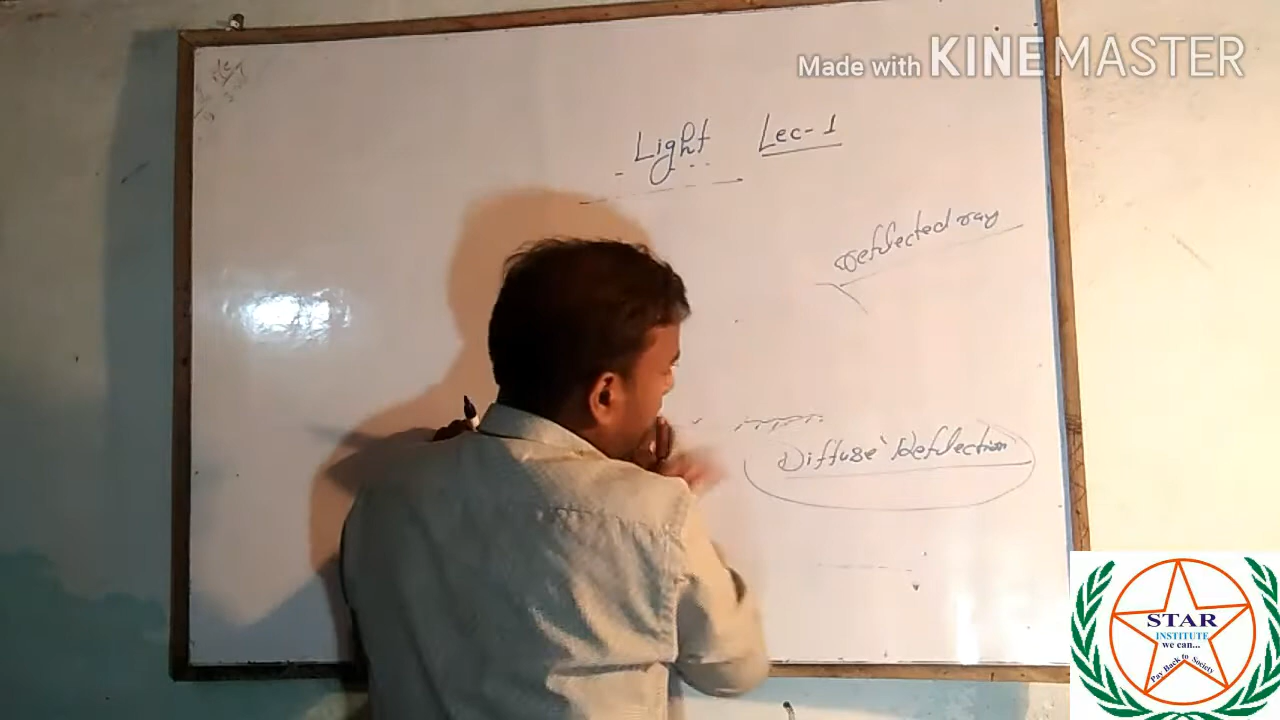 Made with KINEMASTER
Light Lec-1
reflected ray
Diffuse Reflection
STAR
INSTITUTE
we can...
Pay Back to Society